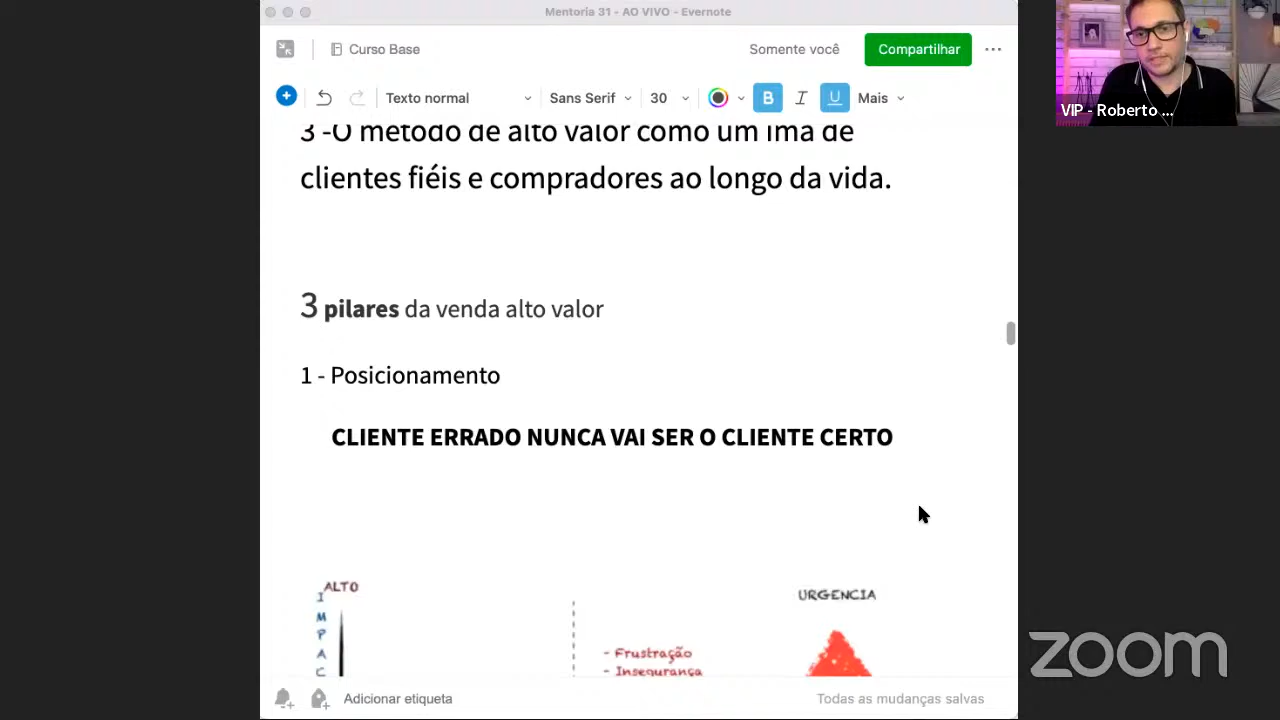 Mentoria 31 - AO VIVO - Evernote
Curso Base
Somente você
Compartilhar
Texto normal
Sans Serif
30
B
I
U
Mais
VIP - Roberto ...
3 -O método de alto valor como um imã de
clientes fiéis e compradores ao longo da vida.
3 pilares da venda alto valor
1 - Posicionamento
CLIENTE ERRADO NUNCA VAI SER O CLIENTE CERTO
ALTO
IMPAC
URGENCIA
- Frustração
- Insegurança
zoom
Adicionar etiqueta
Todas as mudanças salvas